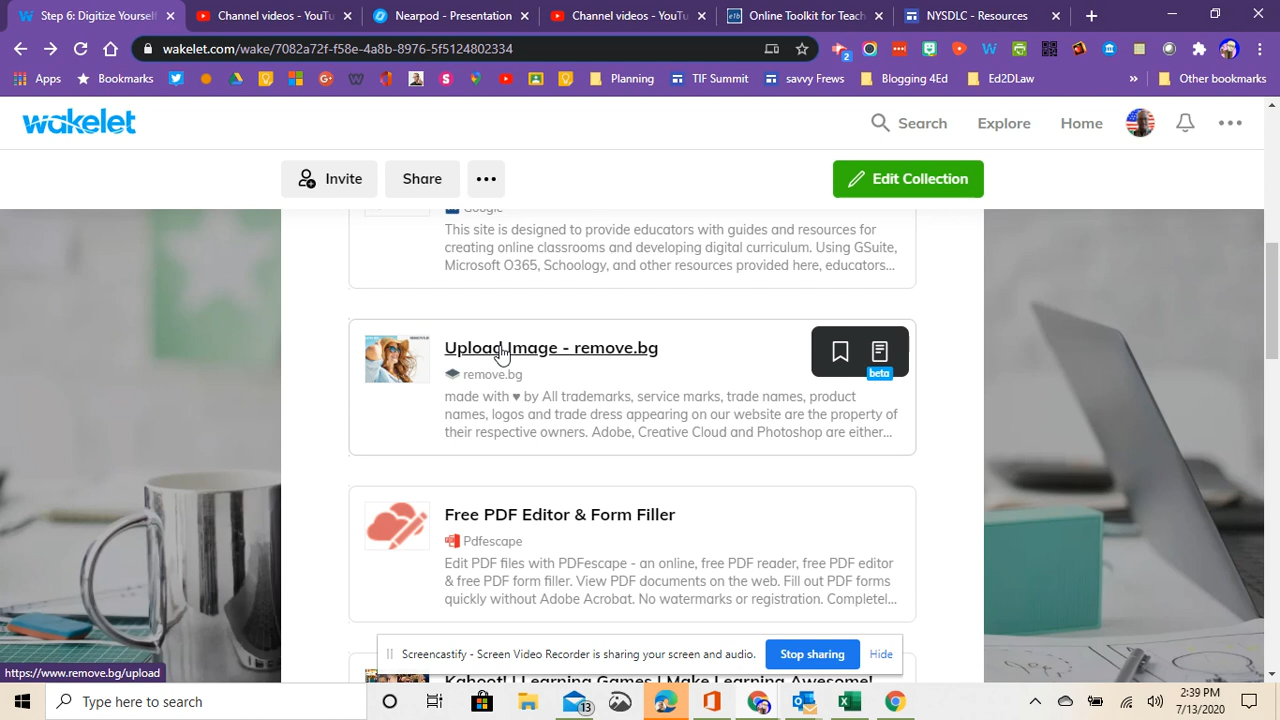 Step 6: Digitize Yourself
Channel videos - YouTu
Nearpod - Presentation
Channel videos - YouTu
Online Toolkit for Teach
NYSDLC - Resources
wakelet.com/wake/7082a72f-f58e-4a8b-8976-5f5124802334
2
Apps
Bookmarks
Planning
TIF Summit
savvy Frews
Blogging 4Ed
Ed2DLaw
»
Other bookmarks
wakelet
Search
Explore
Home
Invite
Share
Edit Collection
Google
This site is designed to provide educators with guides and resources for
creating online classrooms and developing digital curriculum. Using GSuite,
Microsoft O365, Schoology, and other resources provided here, educators...
Upload Image - remove.bg
beta
remove.bg
made with ♥ by All trademarks, service marks, trade names, product
names, logos and trade dress appearing on our website are the property of
their respective owners. Adobe, Creative Cloud and Photoshop are either...
Free PDF Editor & Form Filler
Pdfescape
Edit PDF files with PDFescape - an online, free PDF reader, free PDF editor
& free PDF form filler. View PDF documents on the web. Fill out PDF forms
quickly without Adobe Acrobat. No watermarks or registration. Completel...
Screencastify - Screen Video Recorder is sharing your screen and audio.
Stop sharing
Hide
https://www.remove.bg/upload
Kahoot! | Learning Games | Make Learning Awesome!
Type here to search
13
2:39 PM
7/13/2020